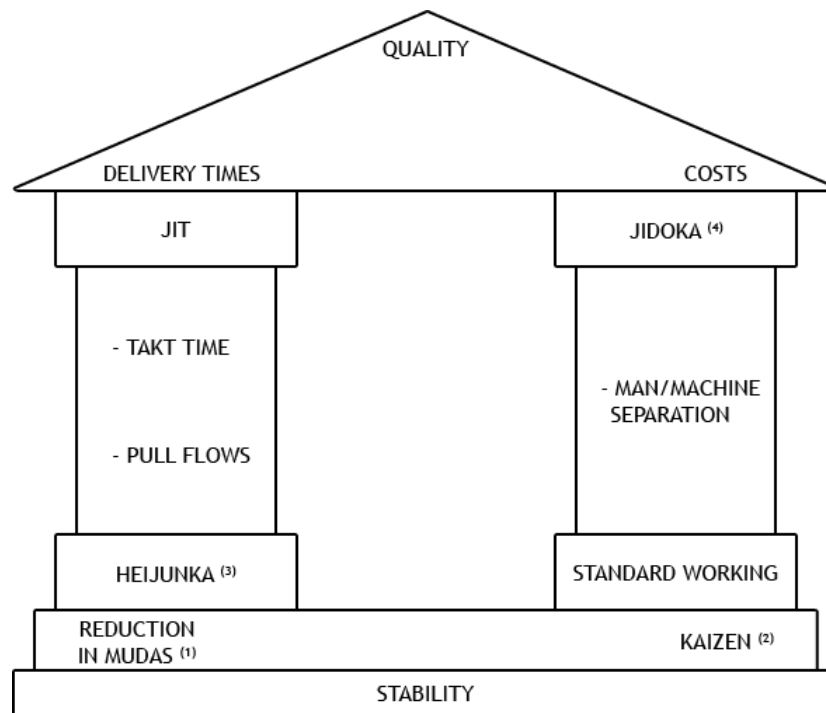 QUALITY
DELIVERY TIMES
COSTS
JIT
JIDOKA (4)
- TAKT TIME
- MAN/MACHINE
SEPARATION
- PULL FLOWS
HEIJUNKA (3)
STANDARD WORKING
REDUCTION
IN MUDAS (1)
KAIZEN (2)
STABILITY